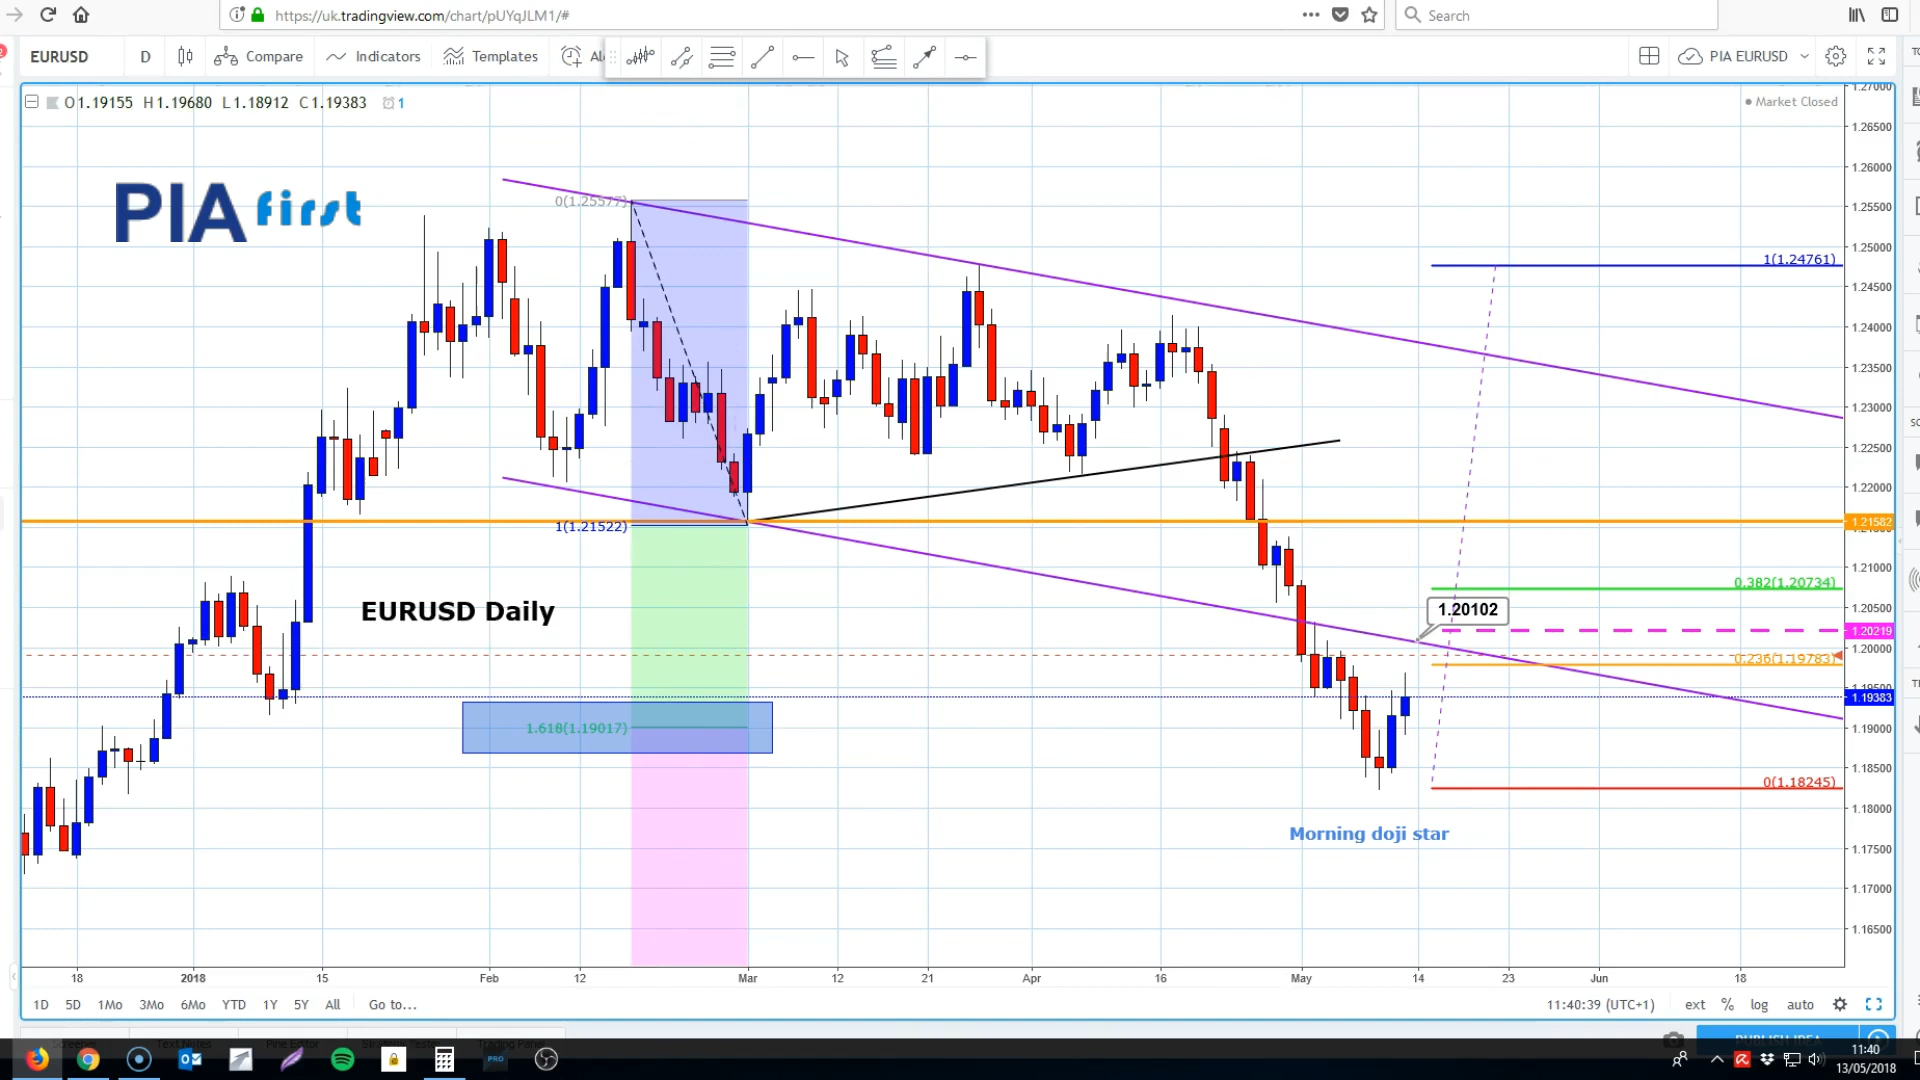 https://uk.tradingview.com/chart/pUYqJLM1/#
Search
EURUSD D Compare Indicators Templates
PIA EURUSD
O1.19155 H1.19680 L1.18912 C1.19383 1
Market Closed
1.27000
1.26500
1.26000
PIA first
0(1.25577)
1.25500
1.25000
1(1.24761)
1.24500
1.24000
1.23500
1.23000
1.22500
1.22000
1(1.21522)
1.21582
1.21000
0.382(1.20734)
EURUSD Daily
1.20102
1.20500
1.20219
1.20000
0.236(1.19783)
1.19383
1.618(1.19017)
1.19000
1.18500
0(1.18245)
1.18000
Morning doji star
1.17500
1.17000
1.16500
18 2018 15 Feb 12 Mar 12 21 Apr 16 May 14 23 Jun 18
1D 5D 1Mo 3Mo 6Mo YTD 1Y 5Y All Go to...
11:40:39 (UTC+1) ext % log auto
PUBLISH IDEA
PRO
11:40
13/05/2018